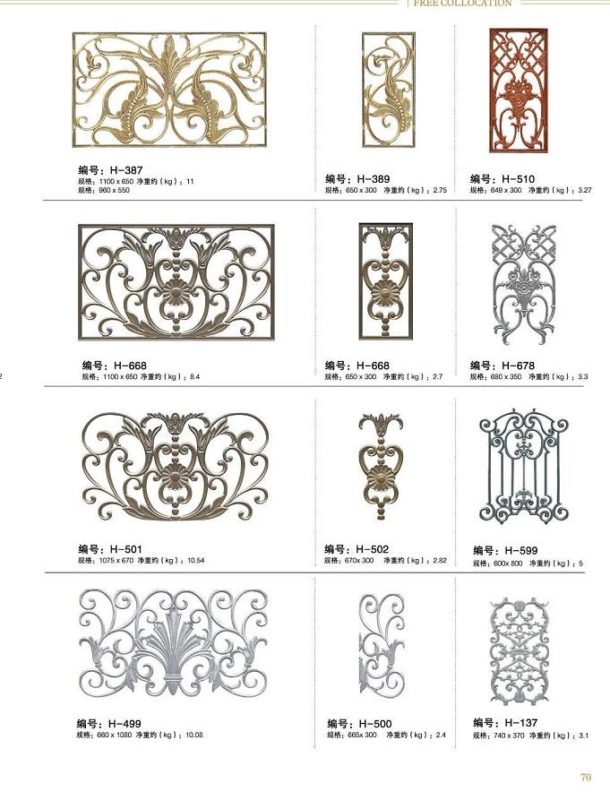 FREE COLLOCATION
编号：H-387
规格：1100 x 650 净重约（kg）：11
规格：960 x 550
编号：H-389
规格：650 x 300 净重约（kg）：2.75
编号：H-510
规格：649 x 300 净重约（kg）：3.27
编号：H-668
规格：1100 x 650 净重约（kg）：8.4
编号：H-668
规格：650 x 300 净重约（kg）：2.7
编号：H-678
规格：680 x 350 净重约（kg）：3.3
2
编号：H-501
规格：1075 x 670 净重约（kg）：10.54
编号：H-502
规格：670x 300 净重约（kg）：2.82
编号：H-599
规格：600x 800 净重约（kg）：5
编号：H-499
规格：660 x 1080 净重约（kg）：10.08
编号：H-500
规格：665x 300 净重约（kg）：2.4
编号：H-137
规格：740 x 370 净重约（kg）：3.1
70